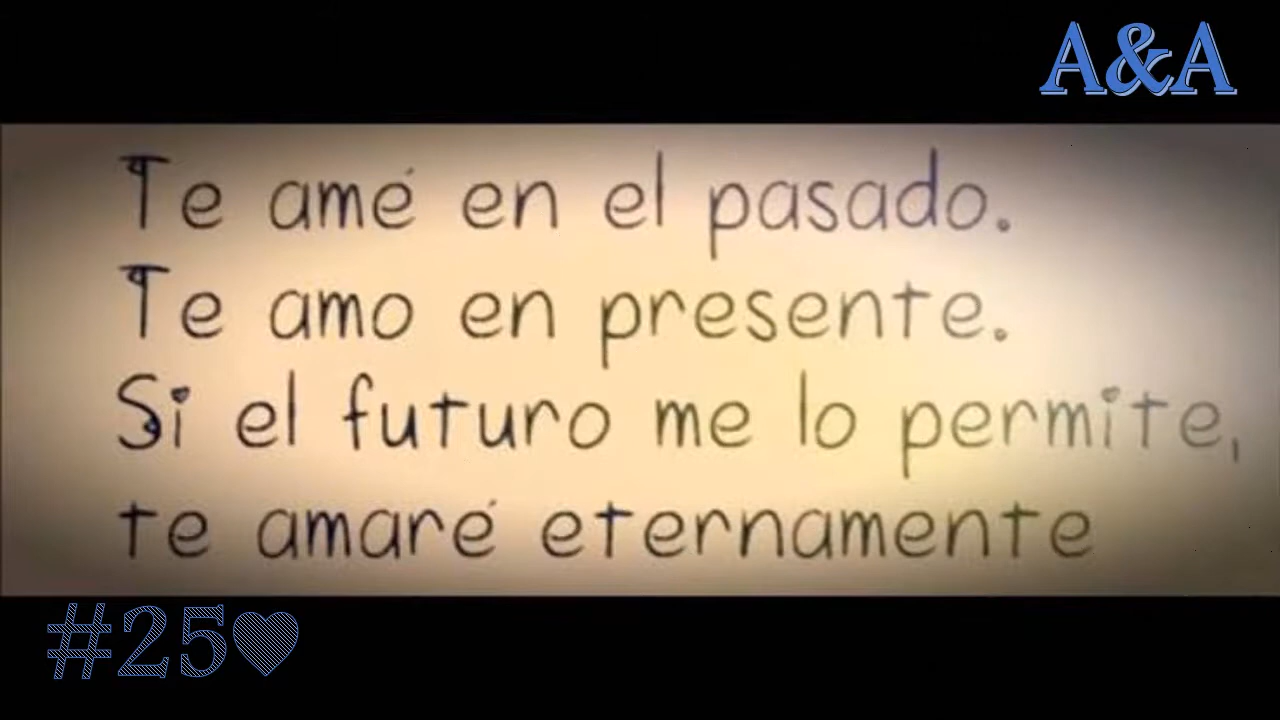 A&A
Te amé en el pasado.
Te amo en presente.
Si el futuro me lo permite,
te amaré eternamente
#25♥